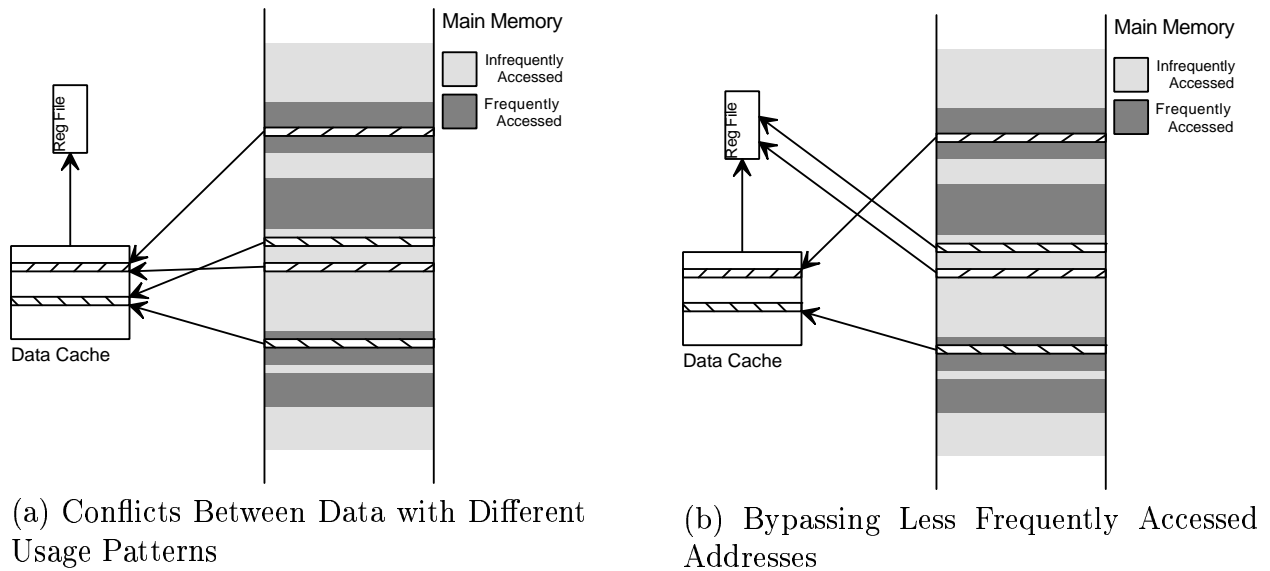 Main Memory
Infrequently
Accessed
Frequently
Accessed
Reg File
Data Cache
(a) Conflicts Between Data with Different
Usage Patterns
Main Memory
Infrequently
Accessed
Frequently
Accessed
Reg File
Data Cache
(b) Bypassing Less Frequently Accessed
Addresses